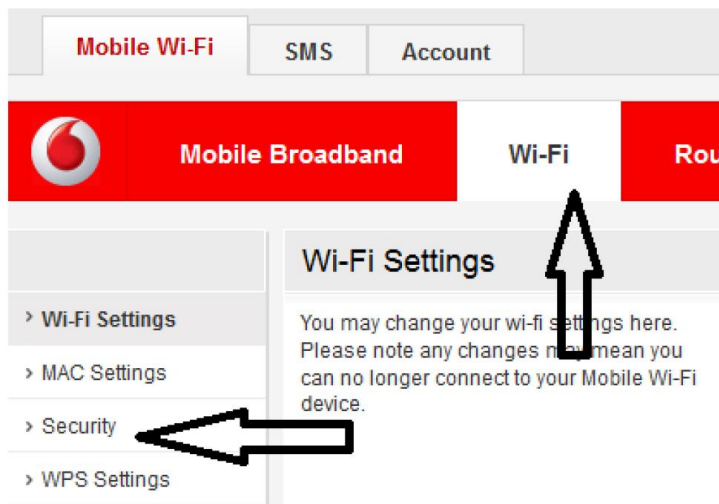 Mobile Wi-Fi SMS Account
Mobile Broadband Wi-Fi Rou
Wi-Fi Settings
You may change your wi-fi settings here.
Please note any changes may mean you
can no longer connect to your Mobile Wi-Fi
device.
› Wi-Fi Settings
› MAC Settings
› Security
› WPS Settings